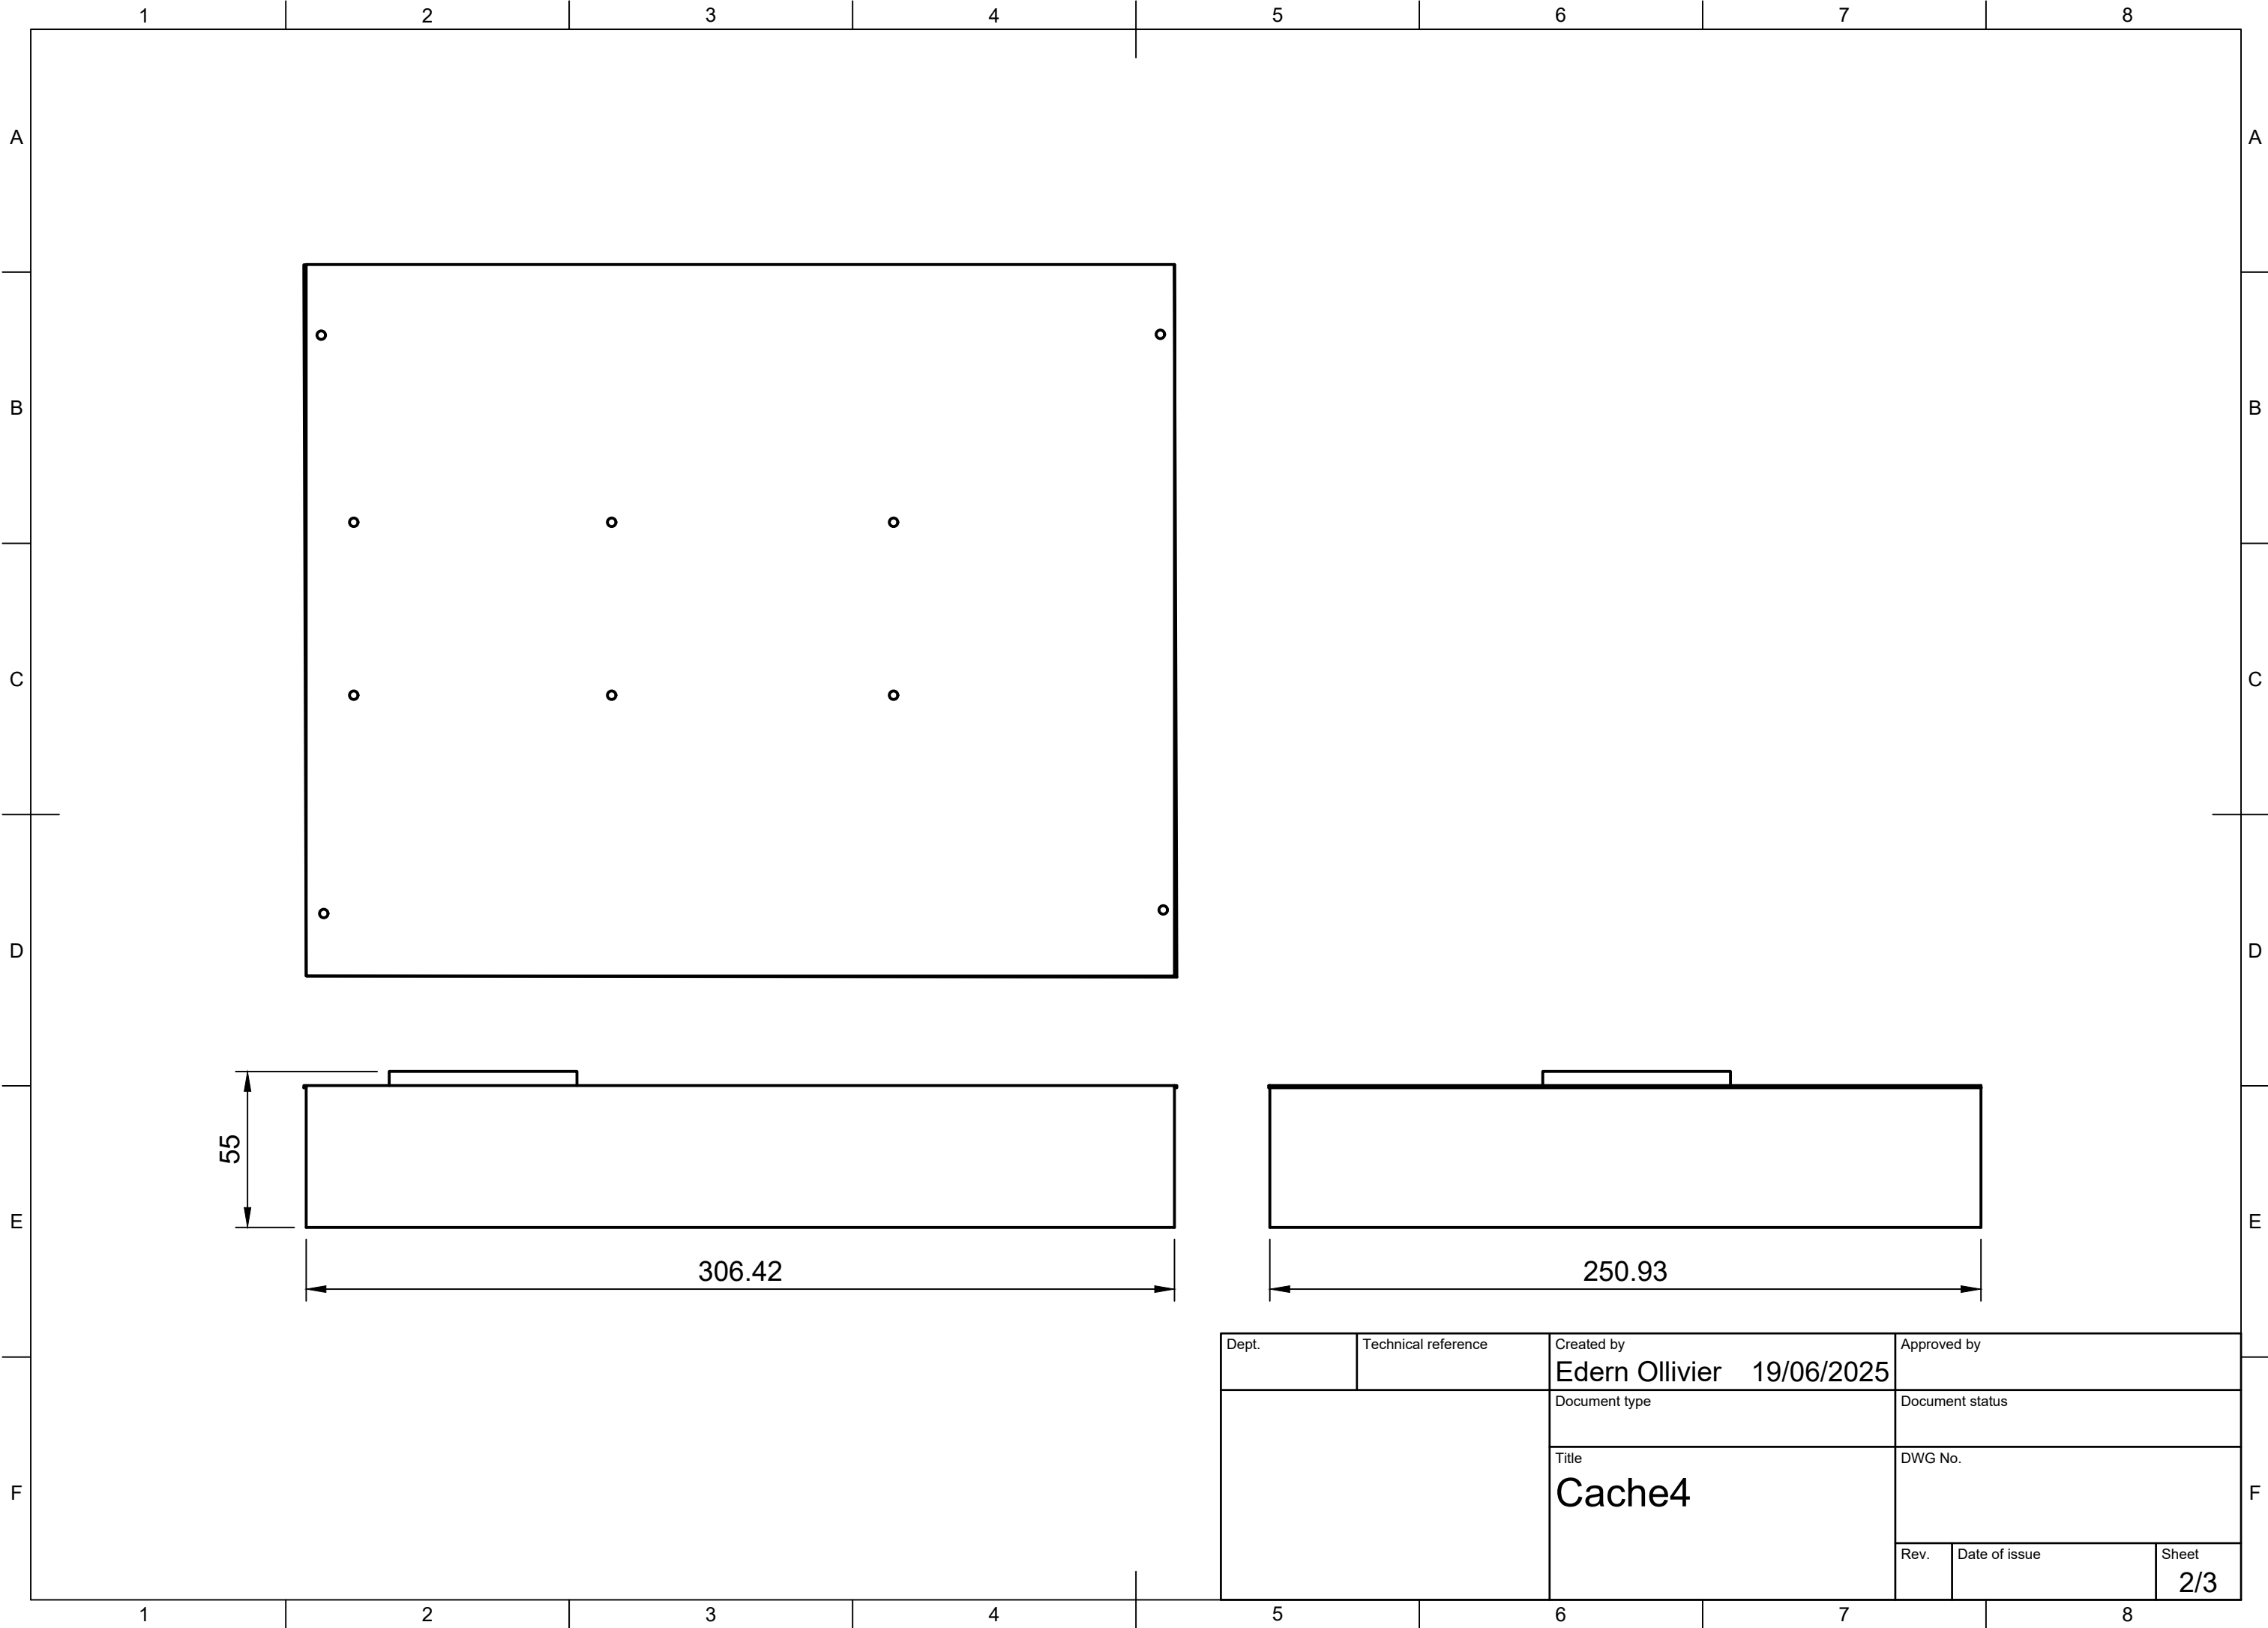 1 2 3 4 5 6 7 8
A A
B B
C C
D D
55
E E
306.42 250.93
Dept. Technical reference Created by Approved by
Edern Ollivier 19/06/2025
Document type Document status
Title DWG No.
Cache4
F F
Rev. Date of issue Sheet
2/3
1 2 3 4 5 6 7 8